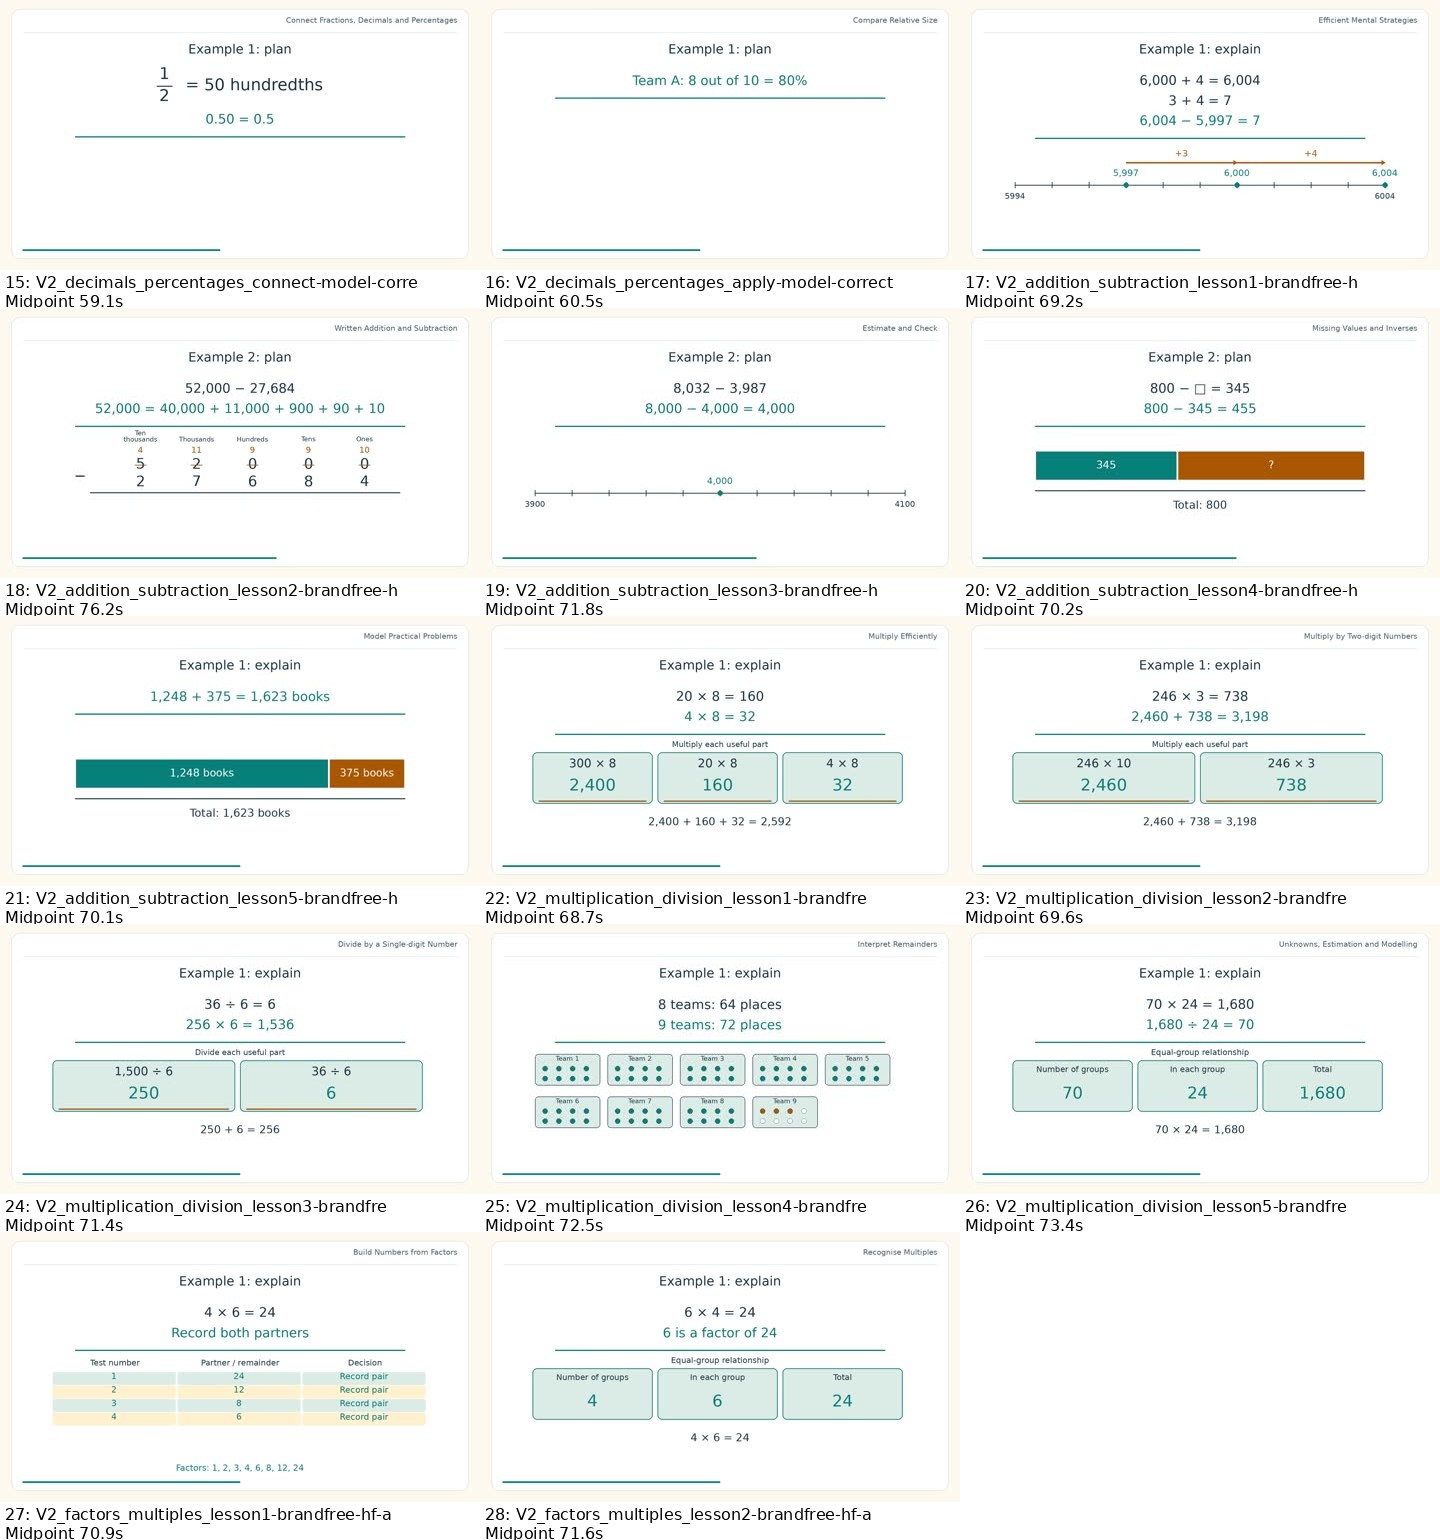 Connect Fractions, Decimals and Percentages
Example 1: plan
1/2 = 50 hundredths
0.50 = 0.5
15: V2_decimals_percentages_connect-model-corre
Midpoint 59.1s
Compare Relative Size
Example 1: plan
Team A: 8 out of 10 = 80%
16: V2_decimals_percentages_apply-model-correct
Midpoint 60.5s
Efficient Mental Strategies
Example 1: explain
6,000 + 4 = 6,004
3 + 4 = 7
6,004 − 5,997 = 7
+3 +4
5,997 6,000 6,004
5994 6004
17: V2_addition_subtraction_lesson1-brandfree-h
Midpoint 69.2s
Written Addition and Subtraction
Example 2: plan
52,000 − 27,684
52,000 = 40,000 + 11,000 + 900 + 90 + 10
Ten thousands Thousands Hundreds Tens Ones
4 11 9 9 10
5 2 0 0 0
− 2 7 6 8 4
18: V2_addition_subtraction_lesson2-brandfree-h
Midpoint 76.2s
Estimate and Check
Example 2: plan
8,032 − 3,987
8,000 − 4,000 = 4,000
4,000
3900 4100
19: V2_addition_subtraction_lesson3-brandfree-h
Midpoint 71.8s
Missing Values and Inverses
Example 2: plan
800 − □ = 345
800 − 345 = 455
345 ?
Total: 800
20: V2_addition_subtraction_lesson4-brandfree-h
Midpoint 70.2s
Model Practical Problems
Example 1: explain
1,248 + 375 = 1,623 books
1,248 books 375 books
Total: 1,623 books
21: V2_addition_subtraction_lesson5-brandfree-h
Midpoint 70.1s
Multiply Efficiently
Example 1: explain
20 × 8 = 160
4 × 8 = 32
Multiply each useful part
300 × 8 20 × 8 4 × 8
2,400 160 32
2,400 + 160 + 32 = 2,592
22: V2_multiplication_division_lesson1-brandfre
Midpoint 68.7s
Multiply by Two-digit Numbers
Example 1: explain
246 × 3 = 738
2,460 + 738 = 3,198
Multiply each useful part
246 × 10 246 × 3
2,460 738
2,460 + 738 = 3,198
23: V2_multiplication_division_lesson2-brandfre
Midpoint 69.6s
Divide by a Single-digit Number
Example 1: explain
36 ÷ 6 = 6
256 × 6 = 1,536
Divide each useful part
1,500 ÷ 6 36 ÷ 6
250 6
250 + 6 = 256
24: V2_multiplication_division_lesson3-brandfre
Midpoint 71.4s
Interpret Remainders
Example 1: explain
8 teams: 64 places
9 teams: 72 places
Team 1 Team 2 Team 3 Team 4 Team 5
Team 6 Team 7 Team 8 Team 9
25: V2_multiplication_division_lesson4-brandfre
Midpoint 72.5s
Unknowns, Estimation and Modelling
Example 1: explain
70 × 24 = 1,680
1,680 ÷ 24 = 70
Equal-group relationship
Number of groups In each group Total
70 24 1,680
70 × 24 = 1,680
26: V2_multiplication_division_lesson5-brandfre
Midpoint 73.4s
Build Numbers from Factors
Example 1: explain
4 × 6 = 24
Record both partners
Test number Partner / remainder Decision
1 24 Record pair
2 12 Record pair
3 8 Record pair
4 6 Record pair
Factors: 1, 2, 3, 4, 6, 8, 12, 24
27: V2_factors_multiples_lesson1-brandfree-hf-a
Midpoint 70.9s
Recognise Multiples
Example 1: explain
6 × 4 = 24
6 is a factor of 24
Equal-group relationship
Number of groups In each group Total
4 6 24
4 × 6 = 24
28: V2_factors_multiples_lesson2-brandfree-hf-a
Midpoint 71.6s